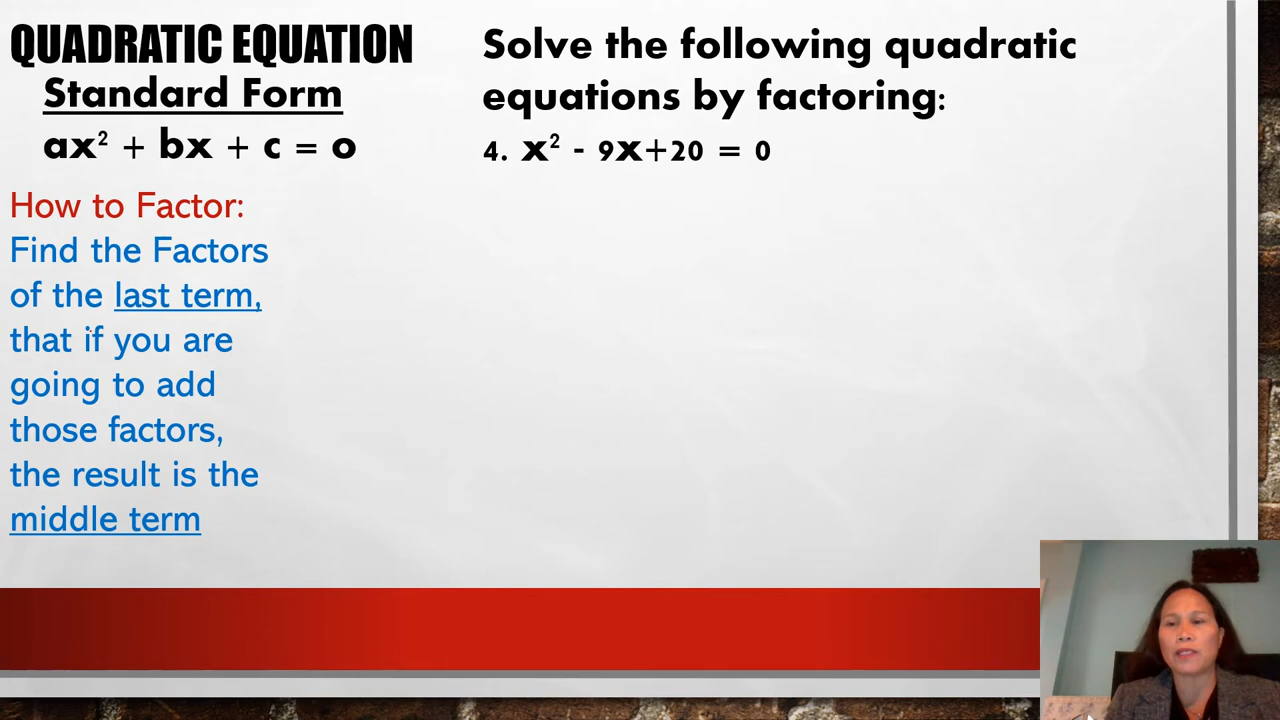 QUADRATIC EQUATION
Standard Form
ax² + bx + c = o
How to Factor:
Find the Factors
of the last term,
that if you are
going to add
those factors,
the result is the
middle term
Solve the following quadratic
equations by factoring:
4. x² - 9x+20 = 0